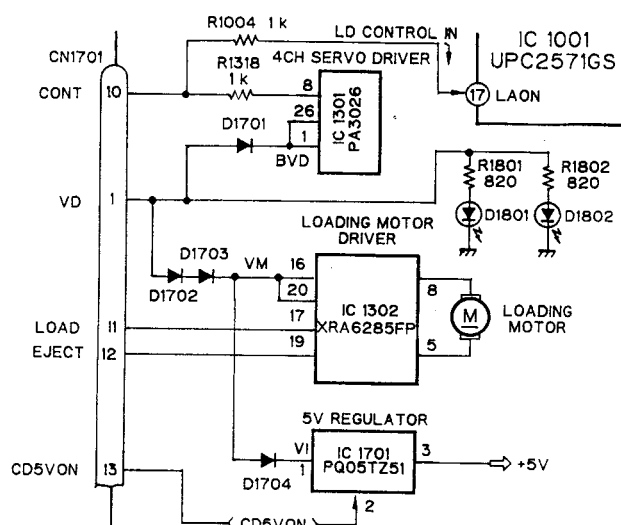 R1004 1k
LD CONTROL IN
IC 1001
UPC2571GS
CN1701
R1318
1k
4CH SERVO DRIVER
CONT
10
8
26
1
IC 1301
PA3026
17
LAON
D1701
BVD
VD
1
R1801
820
R1802
820
D1801
D1802
LOADING MOTOR
DRIVER
D1703
D1702
VM
16
20
17
19
IC 1302
XRA6285FP
8
5
M
LOADING
MOTOR
LOAD
11
EJECT
12
5V REGULATOR
D1704
VI
1
IC 1701
PQ05TZ51
3
+5V
CD5VON
13
2
CD5VON